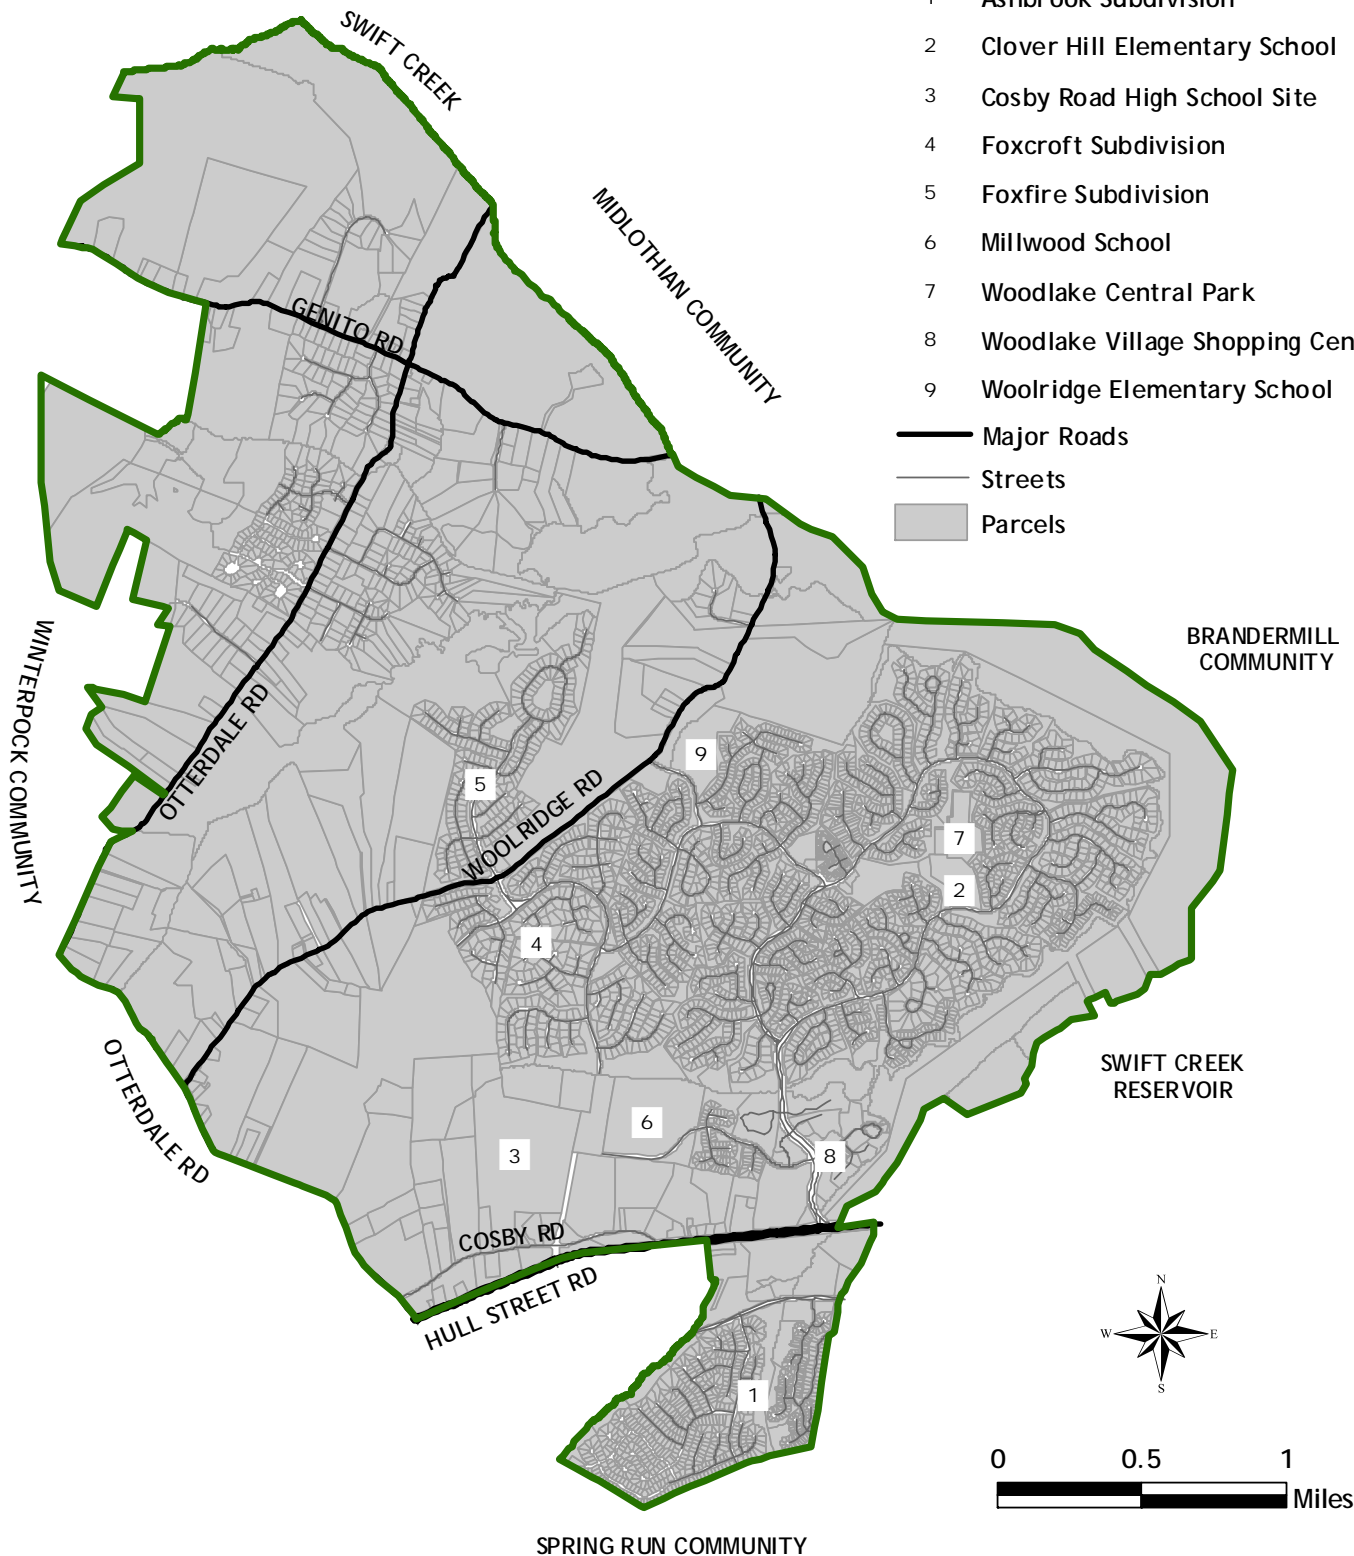 1 Ashbrook Subdivision
2 Clover Hill Elementary School
3 Cosby Road High School Site
4 Foxcroft Subdivision
5 Foxfire Subdivision
6 Millwood School
7 Woodlake Central Park
8 Woodlake Village Shopping Cen
9 Woolridge Elementary School
Major Roads
Streets
Parcels
SWIFT CREEK
MIDLOTHIAN COMMUNITY
GENITO RD
BRANDERMILL
COMMUNITY
WINTERPOCK COMMUNITY
OTTERDALE RD
WOOLRIDGE RD
9
5
7
2
4
OTTERDALE RD
SWIFT CREEK
RESERVOIR
6
3
8
COSBY RD
HULL STREET RD
1
N
W
E
S
0 0.5 1
Miles
SPRING RUN COMMUNITY